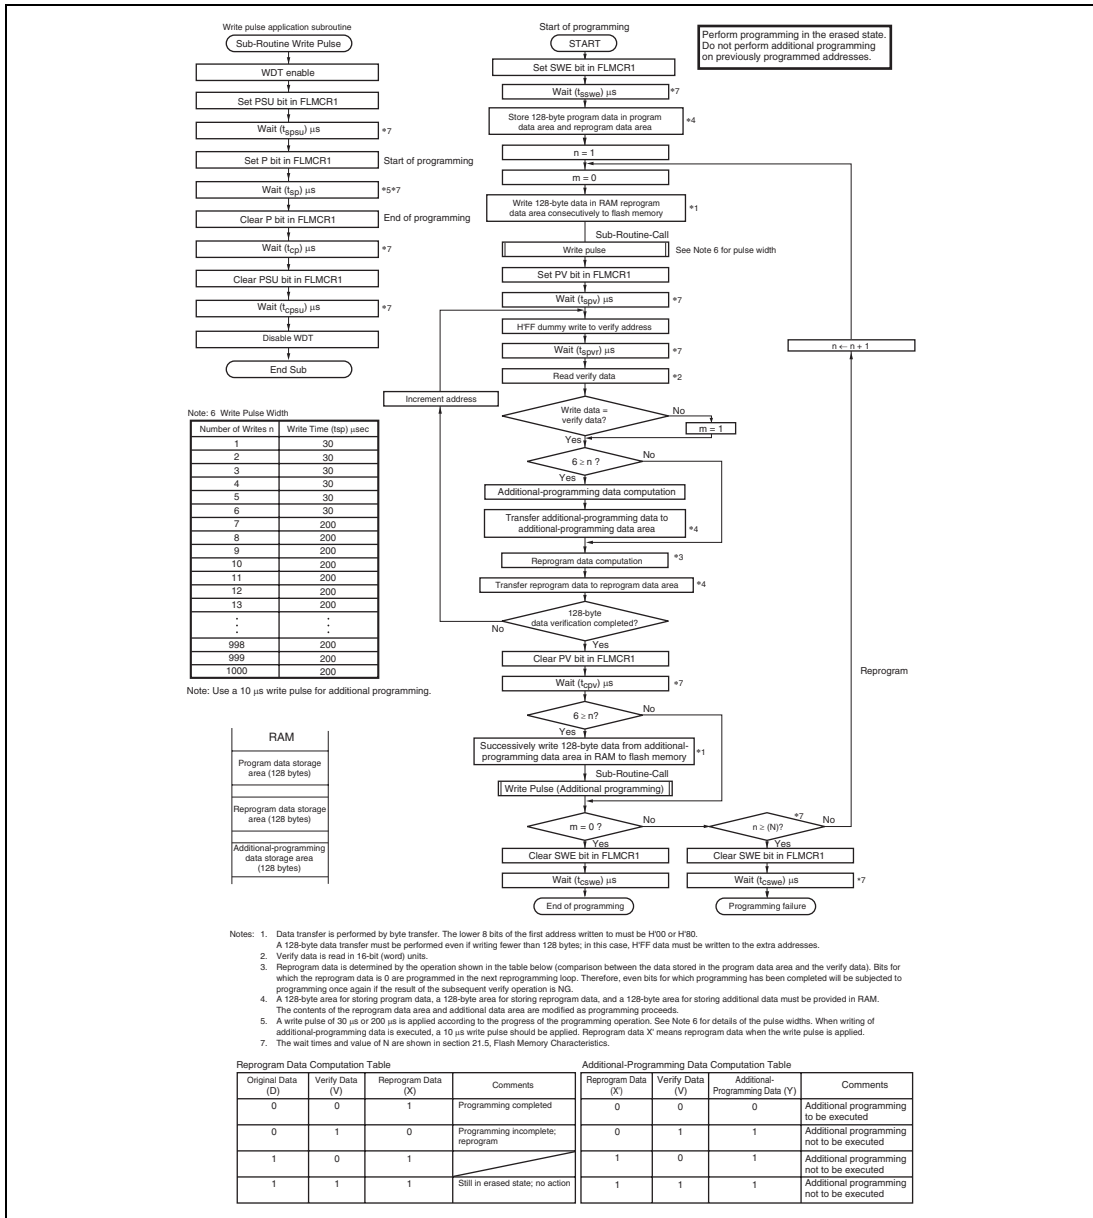 Write pulse application subroutine
Sub-Routine Write Pulse
WDT enable
Set PSU bit in FLMCR1
Wait (tspsu) μs
*7
Set P bit in FLMCR1
Start of programming
Wait (tsp) μs
*5*7
Clear P bit in FLMCR1
End of programming
Wait (tcp) μs
*7
Clear PSU bit in FLMCR1
Wait (tcpsu) μs
*7
Disable WDT
End Sub
Start of programming
START
Set SWE bit in FLMCR1
Wait (tsswe) μs
*7
Store 128-byte program data in program
data area and reprogram data area
*4
n = 1
m = 0
Write 128-byte data in RAM reprogram
data area consecutively to flash memory
*1
Sub-Routine-Call
Write pulse
See Note 6 for pulse width
Set PV bit in FLMCR1
Wait (tspv) μs
*7
H'FF dummy write to verify address
Wait (tspvr) μs
*7
Read verify data
*2
Increment address
Write data =
verify data?
No
m = 1
Yes
6 ≥ n ?
No
Yes
Additional-programming data computation
Transfer additional-programming data to
additional-programming data area
*4
Reprogram data computation
*3
Transfer reprogram data to reprogram data area
*4
128-byte
data verification completed?
No
Yes
Clear PV bit in FLMCR1
Wait (tcpv) μs
*7
6 ≥ n?
No
Yes
Successively write 128-byte data from additional-
programming data area in RAM to flash memory
*1
Sub-Routine-Call
Write Pulse (Additional programming)
m = 0 ?
No
Yes
n ≥ (N)?
*7
No
Yes
Clear SWE bit in FLMCR1
Clear SWE bit in FLMCR1
Wait (tcswe) μs
Wait (tcswe) μs
*7
End of programming
Programming failure
n ← n + 1
Reprogram
Perform programming in the erased state.
Do not perform additional programming
on previously programmed addresses.
Note: 6 Write Pulse Width
Number of Writes n Write Time (tsp) μsec
1 30
2 30
3 30
4 30
5 30
6 30
7 200
8 200
9 200
10 200
11 200
12 200
13 200
. .
. .
. .
998 200
999 200
1000 200
Note: Use a 10 μs write pulse for additional programming.
RAM
Program data storage
area (128 bytes)
Reprogram data storage
area (128 bytes)
Additional-programming
data storage area
(128 bytes)
Notes: 1. Data transfer is performed by byte transfer. The lower 8 bits of the first address written to must be H'00 or H'80.
A 128-byte data transfer must be performed even if writing fewer than 128 bytes; in this case, H'FF data must be written to the extra addresses.
2. Verify data is read in 16-bit (word) units.
3. Reprogram data is determined by the operation shown in the table below (comparison between the data stored in the program data area and the verify data). Bits for
which the reprogram data is 0 are programmed in the next reprogramming loop. Therefore, even bits for which programming has been completed will be subjected to
programming once again if the result of the subsequent verify operation is NG.
4. A 128-byte area for storing program data, a 128-byte area for storing reprogram data, and a 128-byte area for storing additional data must be provided in RAM.
The contents of the reprogram data area and additional data area are modified as programming proceeds.
5. A write pulse of 30 μs or 200 μs is applied according to the progress of the programming operation. See Note 6 for details of the pulse widths. When writing of
additional-programming data is executed, a 10 μs write pulse should be applied. Reprogram data X' means reprogram data when the write pulse is applied.
7. The wait times and value of N are shown in section 21.5, Flash Memory Characteristics.
Reprogram Data Computation Table
Original Data
(D)
Verify Data
(V)
Reprogram Data
(X)
Comments
0 0 1 Programming completed
0 1 0 Programming incomplete;
reprogram
1 0 1
1 1 1 Still in erased state; no action
Additional-Programming Data Computation Table
Reprogram Data
(X')
Verify Data
(V)
Additional-
Programming Data (Y)
Comments
0 0 0 Additional programming
to be executed
0 1 1 Additional programming
not to be executed
1 0 1 Additional programming
not to be executed
1 1 1 Additional programming
not to be executed